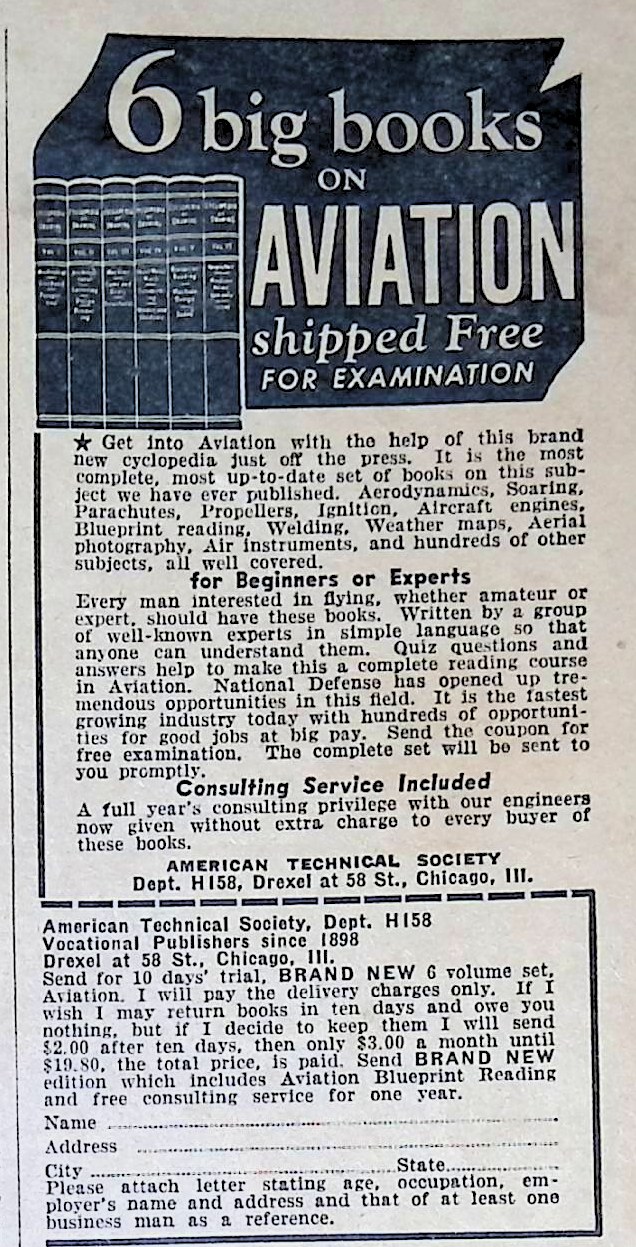 6 big books
ON
AVIATION
shipped Free
FOR EXAMINATION
★ Get into Aviation with the help of this brand
new cyclopedia just off the press. It is the most
complete, most up-to-date set of books on this sub-
ject we have ever published. Aerodynamics, Soaring,
Parachutes, Propellers, Ignition, Aircraft engines,
Blueprint reading, Welding, Weather maps, Aerial
photography, Air instruments, and hundreds of other
subjects, all well covered.
for Beginners or Experts
Every man interested in flying, whether amateur or
expert, should have these books. Written by a group
of well-known experts in simple language so that
anyone can understand them. Quiz questions and
answers help to make this a complete reading course
in Aviation. National Defense has opened up tre-
mendous opportunities in this field. It is the fastest
growing industry today with hundreds of opportuni-
ties for good jobs at big pay. Send the coupon for
free examination. The complete set will be sent to
you promptly.
Consulting Service Included
A full year's consulting privilege with our engineers
now given without extra charge to every buyer of
these books.
AMERICAN TECHNICAL SOCIETY
Dept. H158, Drexel at 58 St., Chicago, Ill.
American Technical Society, Dept. H158
Vocational Publishers since 1898
Drexel at 58 St., Chicago, Ill.
Send for 10 days' trial, BRAND NEW 6 volume set,
Aviation. I will pay the delivery charges only. If I
wish I may return books in ten days and owe you
nothing, but if I decide to keep them I will send
$2.00 after ten days, then only $3.00 a month until
$19.80, the total price, is paid. Send BRAND NEW
edition which includes Aviation Blueprint Reading
and free consulting service for one year.
Name
Address
City State
Please attach letter stating age, occupation, em-
ployer's name and address and that of at least one
business man as a reference.